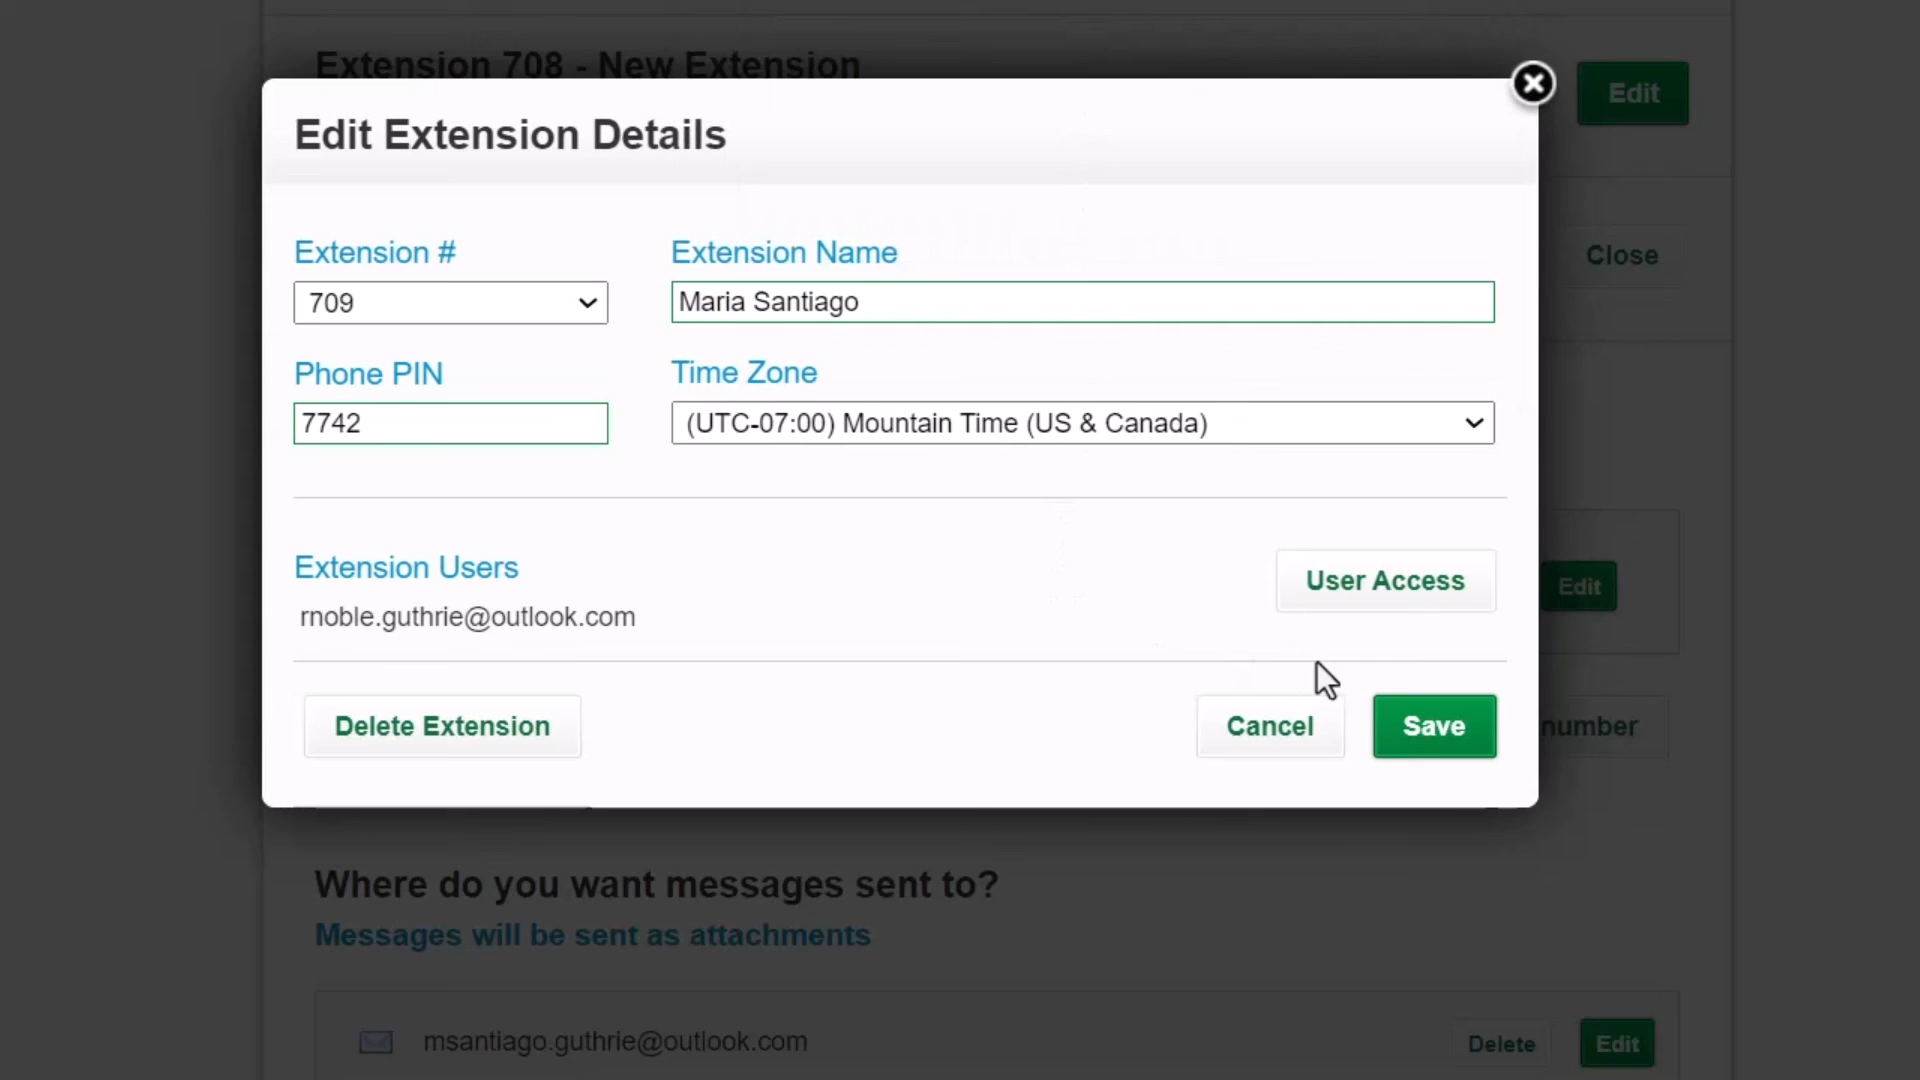 Extension 708 - New Extension
Edit
Edit Extension Details
Close
Extension #
Extension Name
709
Maria Santiago
Phone PIN
Time Zone
7742
(UTC-07:00) Mountain Time (US & Canada)
Extension Users
User Access
Edit
rnoble.guthrie@outlook.com
Delete Extension
Cancel
Save
number
Where do you want messages sent to?
Messages will be sent as attachments
msantiago.guthrie@outlook.com
Delete
Edit